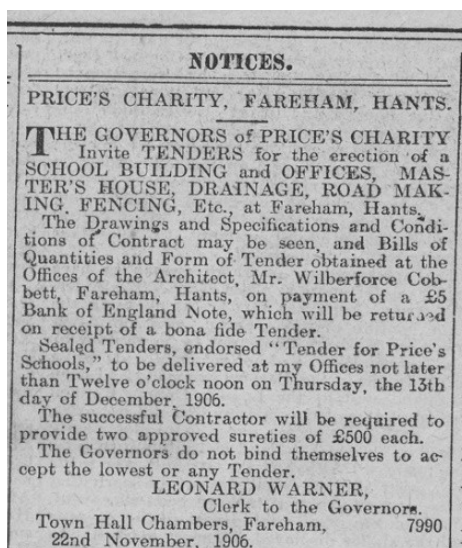 NOTICES.
PRICE'S CHARITY, FAREHAM, HANTS.
THE GOVERNORS of PRICE'S CHARITY
Invite TENDERS for the erection of a
SCHOOL BUILDING and OFFICES, MAS-
TER'S HOUSE, DRAINAGE, ROAD MAK-
ING, FENCING, Etc., at Fareham, Hants.
The Drawings and Specifications and Condi-
tions of Contract may be seen, and Bills of
Quantities and Form of Tender obtained at the
Offices of the Architect, Mr. Wilberforce Cob-
bett, Fareham, Hants, on payment of a £5
Bank of England Note, which will be returned
on receipt of a bona fide Tender.
Sealed Tenders, endorsed "Tender for Price's
Schools," to be delivered at my Offices not later
than Twelve o'clock noon on Thursday, the 13th
day of December, 1906.
The successful Contractor will be required to
provide two approved sureties of £500 each.
The Governors do not bind themselves to ac-
cept the lowest or any Tender.
LEONARD WARNER,
Clerk to the Governors.
Town Hall Chambers, Fareham, 7990
22nd November, 1906.